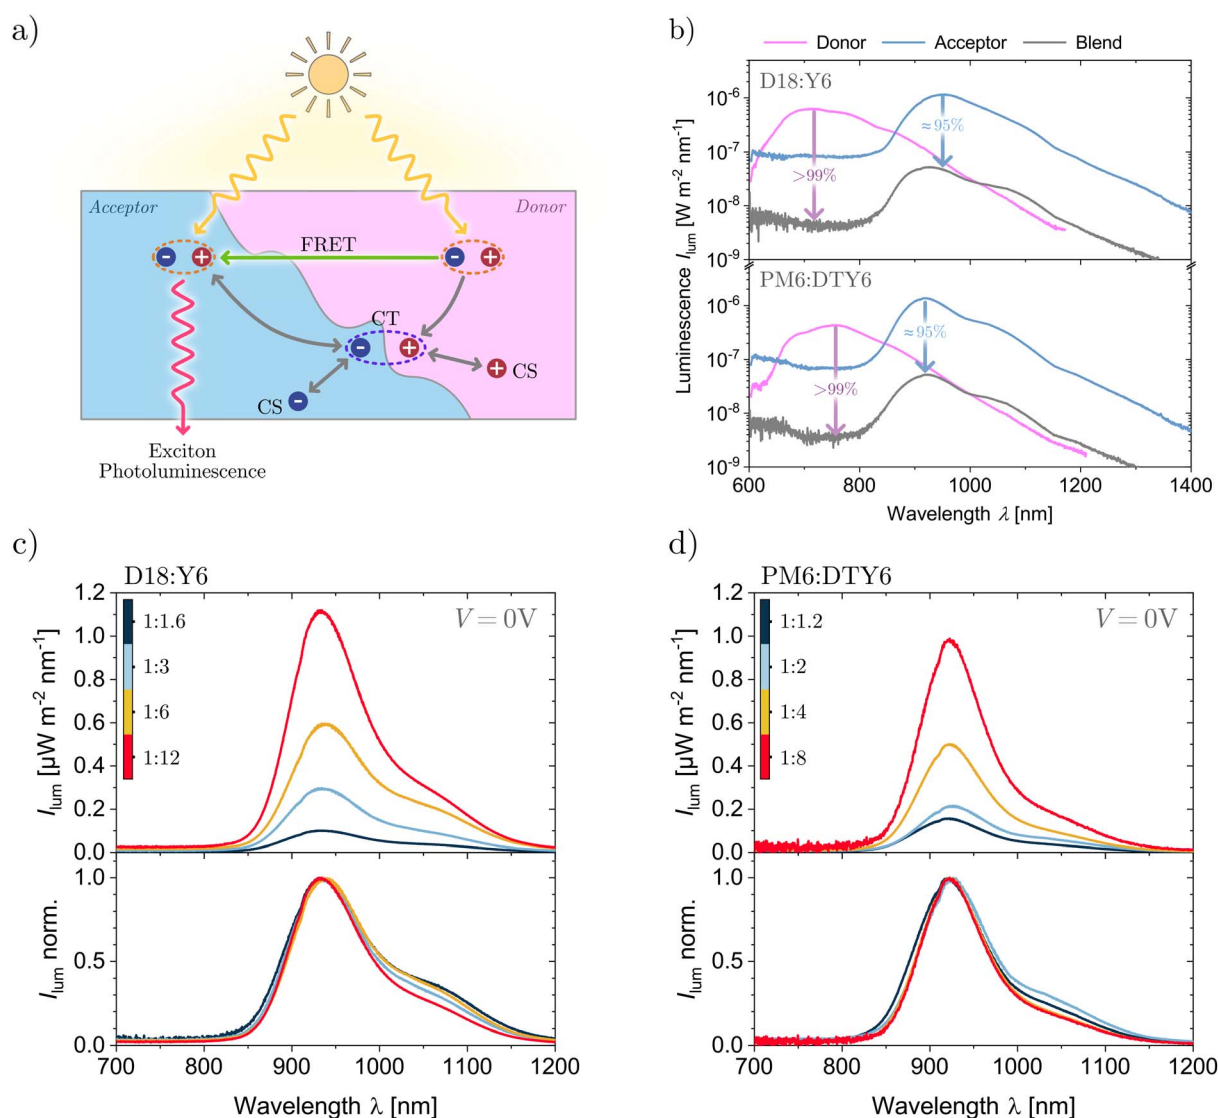 a)
Acceptor
Donor
FRET
CT
CS
CS
Exciton
Photoluminescence
b)
Donor Acceptor Blend
D18:Y6
10⁻⁶
≈ 95%
10⁻⁷
>99%
10⁻⁸
10⁻⁹
PM6:DTY6
10⁻⁶
≈ 95%
10⁻⁷
>99%
10⁻⁸
10⁻⁹
Luminescence I_lum [W m⁻² nm⁻¹]
600 800 1000 1200 1400
Wavelength λ [nm]
c)
D18:Y6
V = 0V
1:1.6
1:3
1:6
1:12
1.2
1.0
0.8
0.6
0.4
0.2
0.0
I_lum [µW m⁻² nm⁻¹]
1.0
0.5
0.0
I_lum norm.
700 800 900 1000 1100 1200
Wavelength λ [nm]
d)
PM6:DTY6
V = 0V
1:1.2
1:2
1:4
1:8
1.2
1.0
0.8
0.6
0.4
0.2
0.0
I_lum [µW m⁻² nm⁻¹]
1.0
0.5
0.0
I_lum norm.
700 800 900 1000 1100 1200
Wavelength λ [nm]